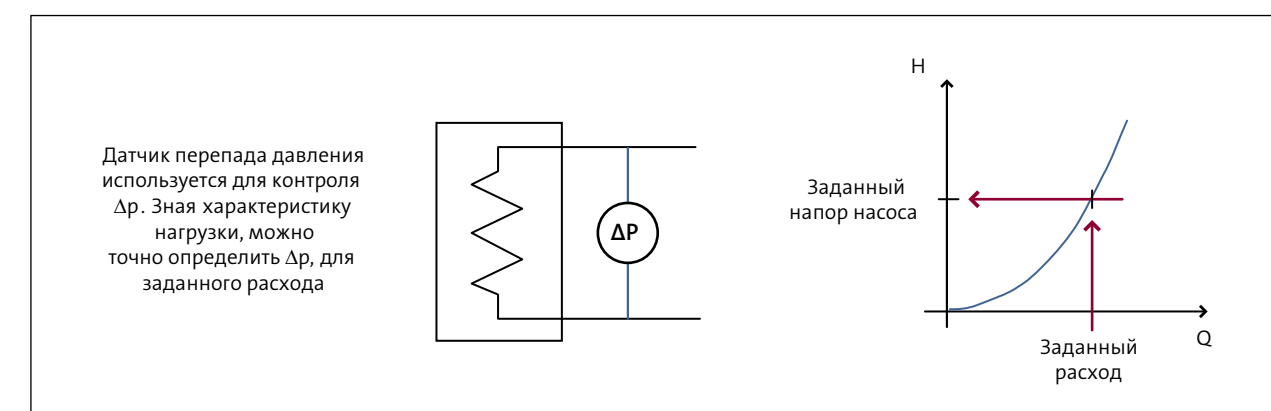 Датчик перепада давления
используется для контроля
Δp. Зная характеристику
нагрузки, можно
точно определить Δp, для
заданного расхода
ΔP
H
Заданный
напор насоса
Q
Заданный
расход